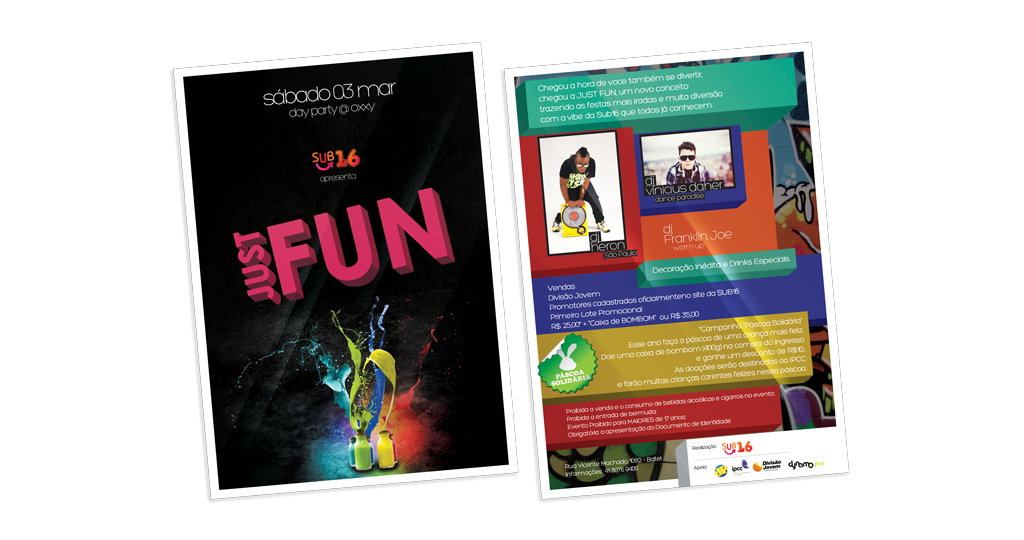 sábado 03 mar
day party @ oxxy
SUB16
apresenta
JUST
FUN
Chegou a hora de voce também se divertir,
chegou a JUST FUN, um novo conceito
trazendo as festas mais iradas e muita diversão
com a vibe da Sub16 que todos já conhecem.
dj
heron
São Paulo
dj
vinicius daher
dance paradise
dj
Franklin Joe
warm up
Decoração Inédita e Drinks Especiais.
Vendas
Divisão Jovem
Promotores cadastrados oficialmenteno site da SUB16
Primeiro Lote Promocional
R$ 25,00* + "Caixa de BOMBOM" ou R$ 35,00
*Campanha "Páscoa Solidária"
Esse ano faça a páscoa de uma criança mais feliz.
Doe uma caixa de bombom (400g) na compra do ingresso
e ganhe um desconto de R$ 10.
As doações serão destinadas ao IPCC
e farão muitas crianças carentes felizes nessa páscoa.
PÁSCOA
SOLIDÁRIA
Proibida a venda e o consumo de bebidas alcoólicas e cigarros no evento;
Proibida a entrada de bermuda;
Evento Proibido para MAIORES de 17 anos;
Obrigatória a apresentação do Documento de Identidade
Rua Vicente Machado, 1082 - Batel
Informações: 41 3076 9400
Realização
SUB16
Apoio
ipcc
Divisão
Jovem